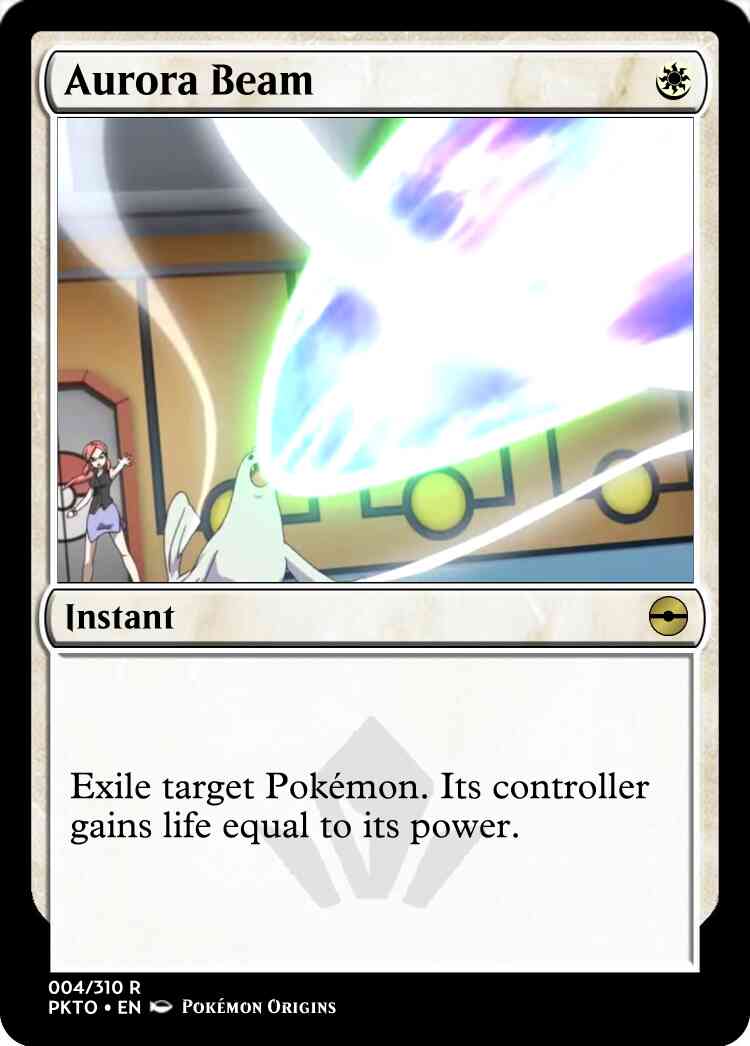 Aurora Beam
Instant
Exile target Pokémon. Its controller
gains life equal to its power.
004/310 R
PKTO • EN Pokémon Origins